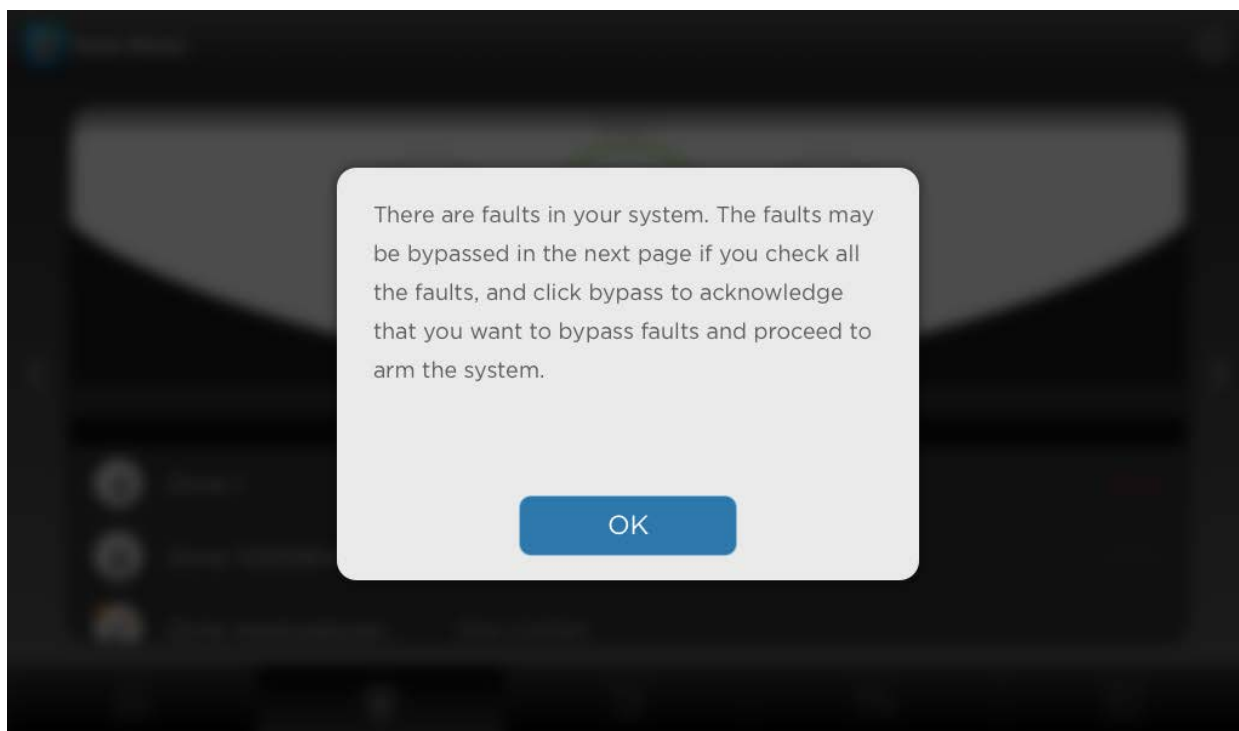 There are faults in your system. The faults may
be bypassed in the next page if you check all
the faults, and click bypass to acknowledge
that you want to bypass faults and proceed to
arm the system.
OK